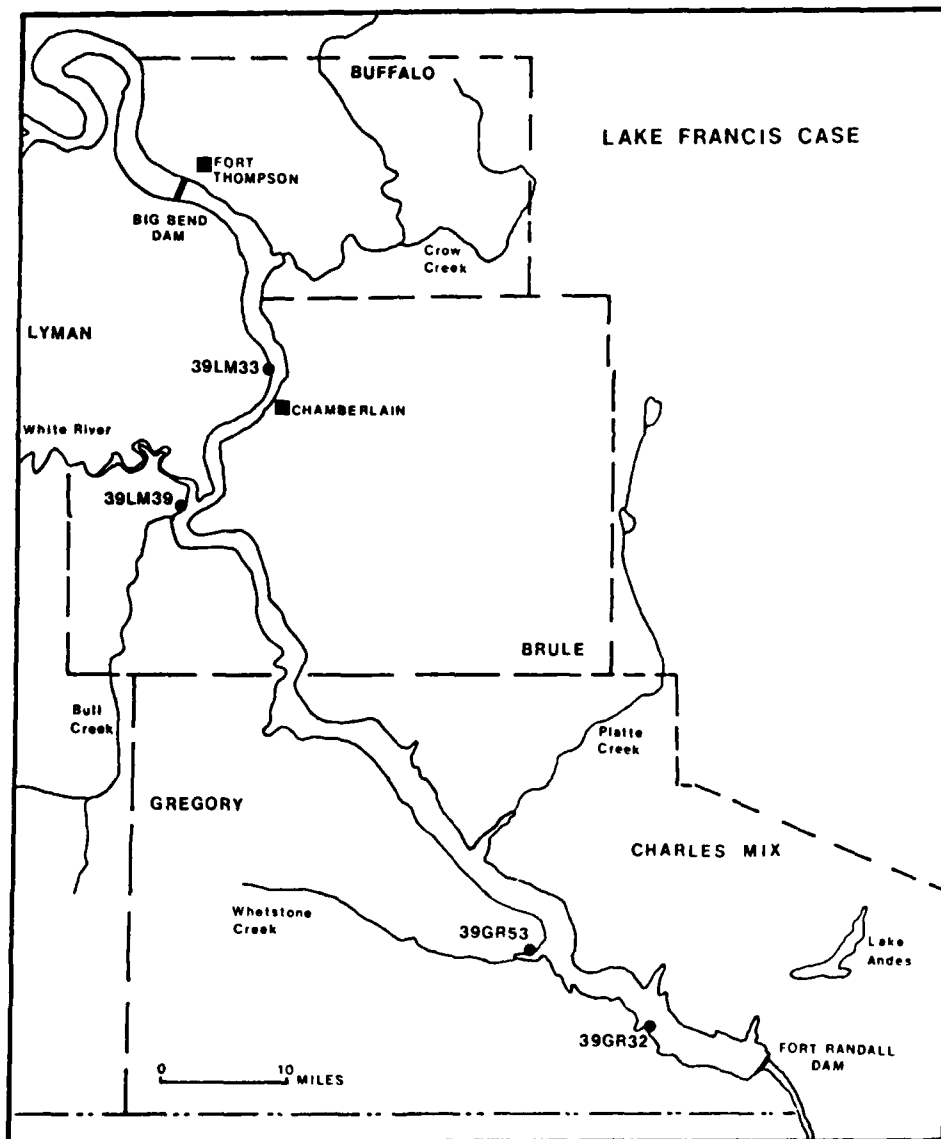 BUFFALO
LAKE FRANCIS CASE
FORT
THOMPSON
BIG BEND
DAM
Crow
Creek
LYMAN
39LM33
CHAMBERLAIN
White River
39LM39
BRULE
Bull
Creek
Platte
Creek
GREGORY
CHARLES MIX
Whetstone
Creek
39GR53
Lake
Andes
39GR32
FORT RANDALL
DAM
0 10
MILES